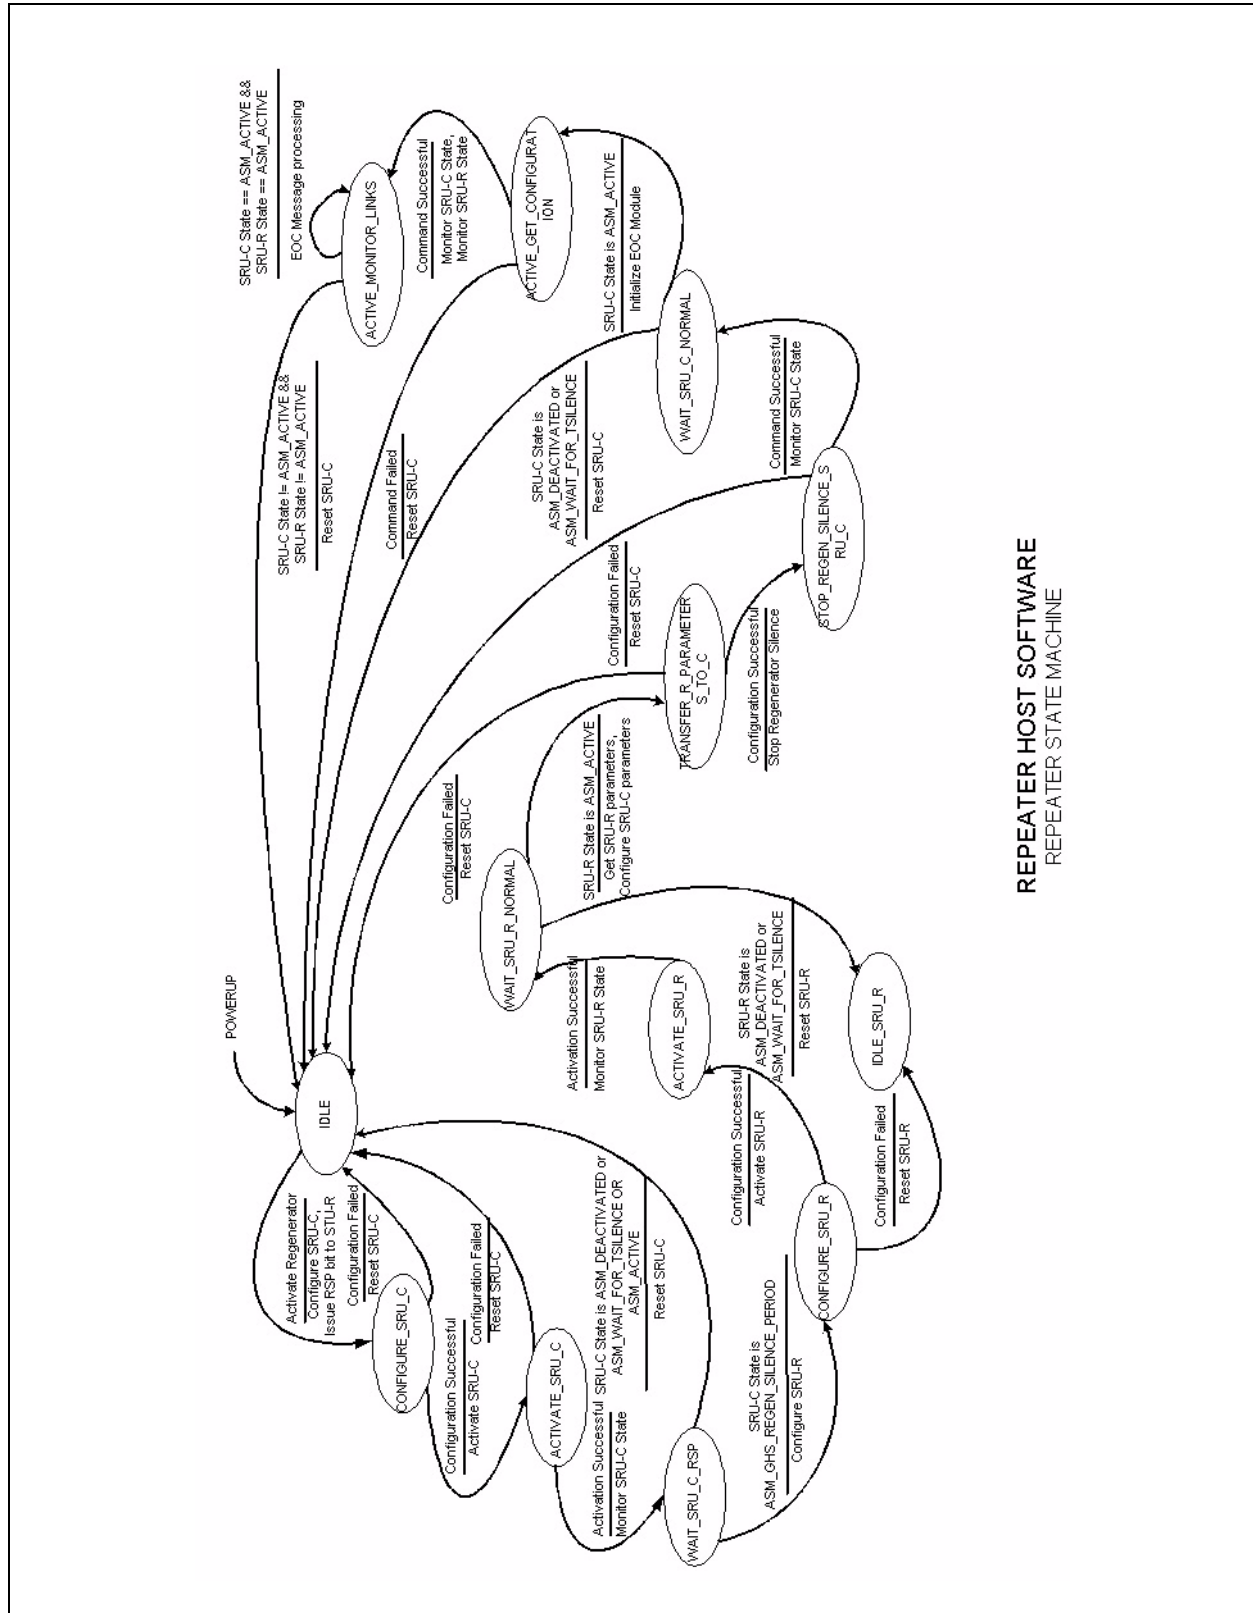 POWERUP
IDLE
Activate Regenerator
Configure SRU-C,
Issue RSP bit to STU-R
Configuration Failed
Reset SRU-C
CONFIGURE_SRU_C
Configuration Successful
Activate SRU-C
Configuration Failed
Reset SRU-C
ACTIVATE_SRU_C
Activation Successful
Monitor SRU-C State
SRU-C State is ASM_DEACTIVATED or
ASM_WAIT_FOR_TSILENCE OR
ASM_ACTIVE
Reset SRU-C
WAIT_SRU_C_RSP
SRU-C State is
ASM_GHS_REGEN_SILENCE_PERIOD
Configure SRU-R
CONFIGURE_SRU_R
Configuration Failed
Reset SRU-R
IDLE_SRU_R
Configuration Successful
Activate SRU-R
ACTIVATE_SRU_R
Activation Successful
Monitor SRU-R State
SRU-R State is
ASM_DEACTIVATED or
ASM_WAIT_FOR_TSILENCE
Reset SRU-R
WAIT_SRU_R_NORMAL
SRU-R State is ASM_ACTIVE
Get SRU-R parameters,
Configure SRU-C parameters
Configuration Failed
Reset SRU-C
TRANSFER_R_PARAMETER
S_TO_C
Configuration Successful
Stop Regenerator Silence
Configuration Failed
Reset SRU-C
STOP_REGEN_SILENCE_S
RU_C
Command Successful
Monitor SRU-C State
SRU-C State is
ASM_DEACTIVATED or
ASM_WAIT_FOR_TSILENCE
Reset SRU-C
WAIT_SRU_C_NORMAL
SRU-C State is ASM_ACTIVE
Initialize EOC Module
Command Failed
Reset SRU-C
ACTIVE_GET_CONFIGURAT
ION
Command Successful
Monitor SRU-C State,
Monitor SRU-R State
SRU-C State != ASM_ACTIVE &&
SRU-R State != ASM_ACTIVE
Reset SRU-C
ACTIVE_MONITOR_LINKS
SRU-C State == ASM_ACTIVE &&
SRU-R State == ASM_ACTIVE
EOC Message processing
REPEATER HOST SOFTWARE
REPEATER STATE MACHINE